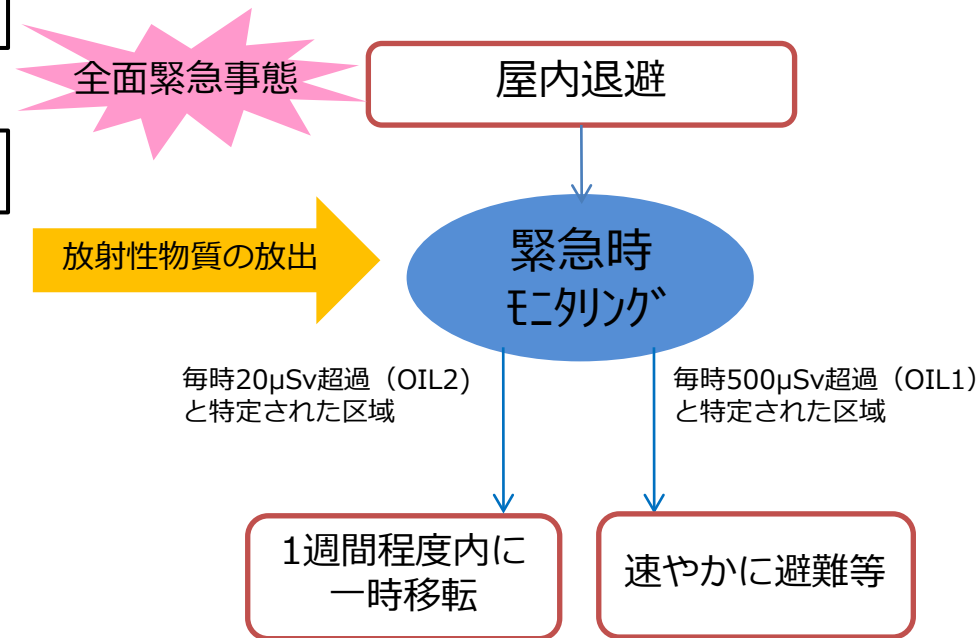 全面緊急事態
屋内退避
放射性物質の放出
緊急時
ﾓﾆﾀﾘﾝｸﾞ
毎時20μSv超過（OIL2)
と特定された区域
毎時500μSv超過（OIL1）
と特定された区域
1週間程度内に
一時移転
速やかに避難等